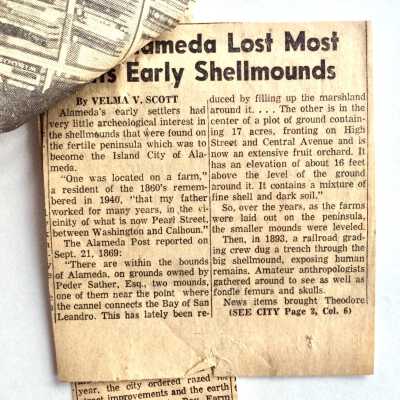 Alameda Lost Most
Its Early Shellmounds
By VELMA V. SCOTT
Alameda's early settlers had
very little archeological interest in
the shellmounds that were found on
the fertile peninsula which was to
become the Island City of Ala-
meda.
"One was located on a farm,"
a resident of the 1860's remem-
bered in 1940, "that my father
worked for many years, in the vi-
cinity of what is now Pearl Street,
between Washington and Calhoun."
The Alameda Post reported on
Sept. 21, 1869:
"There are within the bounds
of Alameda, on grounds owned by
Peder Sather, Esq., two mounds,
one of them near the point where
the cannel connects the Bay of San
Leandro. This has lately been re-
duced by filling up the marshland
around it. . . . The other is in the
center of a plot of ground contain-
ing 17 acres, fronting on High
Street and Central Avenue and is
now an extensive fruit orchard. It
has an elevation of about 16 feet
above the level of the ground
around it. It contains a mixture of
fine shell and dark soil."
So, over the years, as the farms
were laid out on the peninsula,
the smaller mounds were leveled.
Then, in 1893, a railroad grad-
ing crew dug a trench through the
big shellmound, exposing human
remains. Amateur anthropologists
gathered around to see as well as
fondle femurs and skulls.
News items brought Theodore
(SEE CITY Page 2, Col. 6)
year, the city ordered razed for
street improvements and the earth
Bay Farm